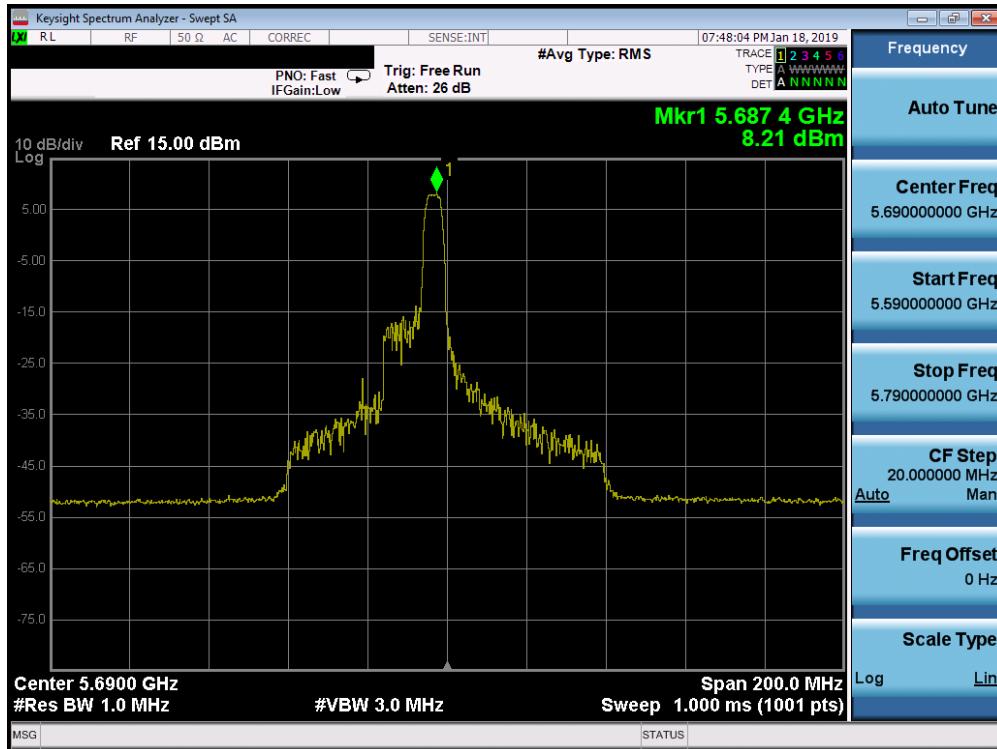 Keysight Spectrum Analyzer - Swept SA
LXI RL RF 50 Ω AC CORREC SENSE:INT 07:48:04 PM Jan 18, 2019
#Avg Type: RMS TRACE 1 2 3 4 5 6
PNO: Fast Trig: Free Run TYPE A WWWWW
IFGain:Low Atten: 26 dB DET A N N N N N
Mkr1 5.687 4 GHz
8.21 dBm
10 dB/div Ref 15.00 dBm
Log
1
5.00
-5.00
-15.0
-25.0
-35.0
-45.0
-55.0
-65.0
-75.0
Center 5.6900 GHz Span 200.0 MHz
#Res BW 1.0 MHz #VBW 3.0 MHz Sweep 1.000 ms (1001 pts)
MSG STATUS
Frequency
Auto Tune
Center Freq
5.690000000 GHz
Start Freq
5.590000000 GHz
Stop Freq
5.790000000 GHz
CF Step
20.000000 MHz
Auto Man
Freq Offset
0 Hz
Scale Type
Log Lin